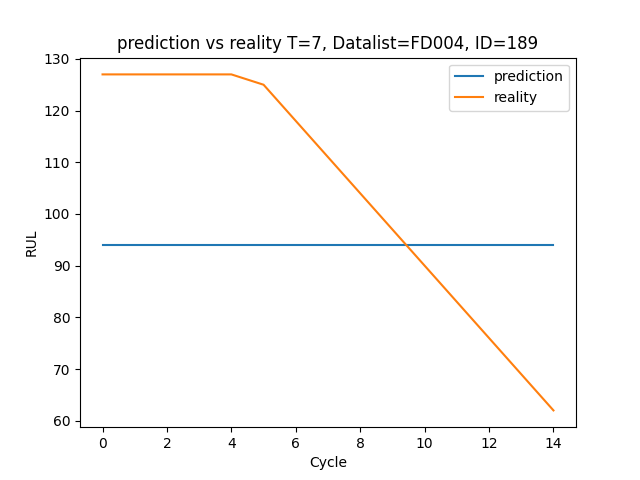 prediction vs reality T=7, Datalist=FD004, ID=189
prediction
reality
130
120
110
100
90
80
70
60
RUL
0 2 4 6 8 10 12 14
Cycle